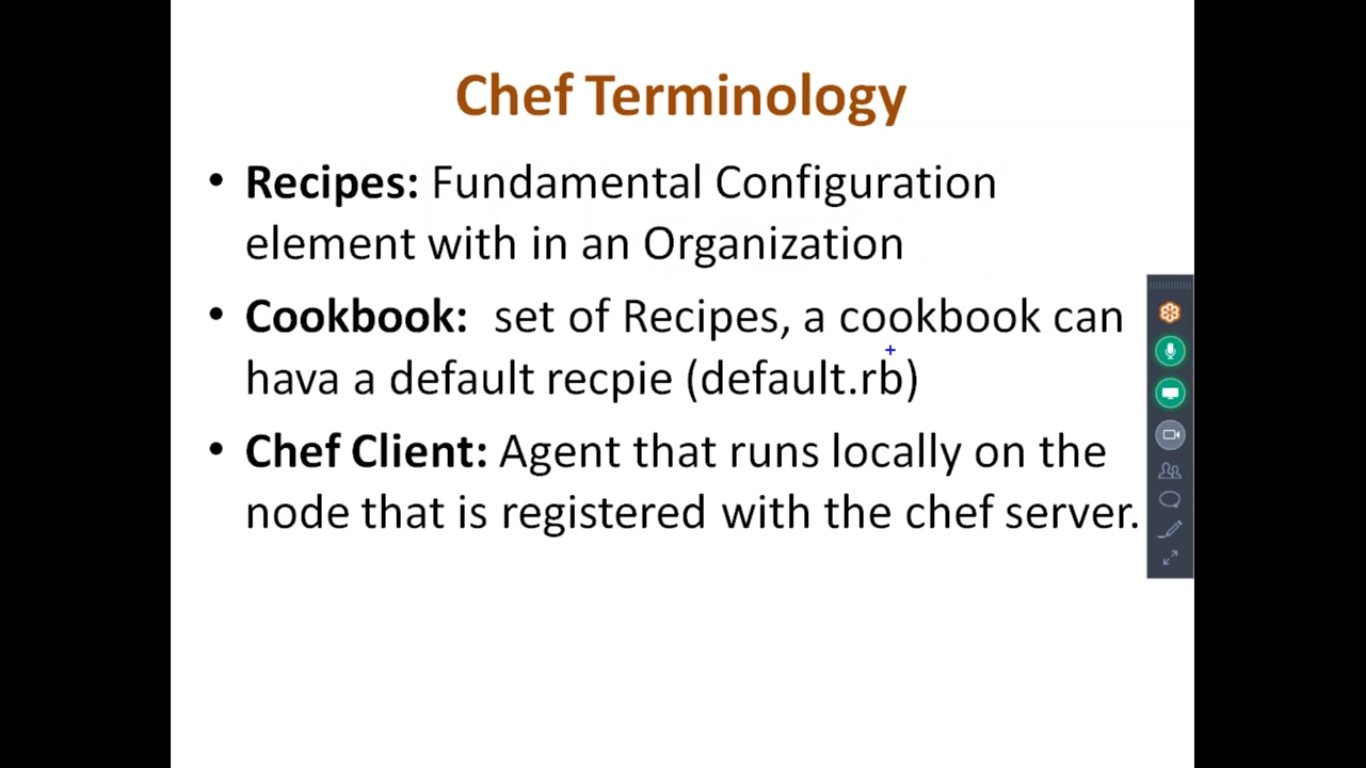 Chef Terminology
• Recipes: Fundamental Configuration
element with in an Organization
• Cookbook: set of Recipes, a cookbook can
hava a default recpie (default.rb)
• Chef Client: Agent that runs locally on the
node that is registered with the chef server.